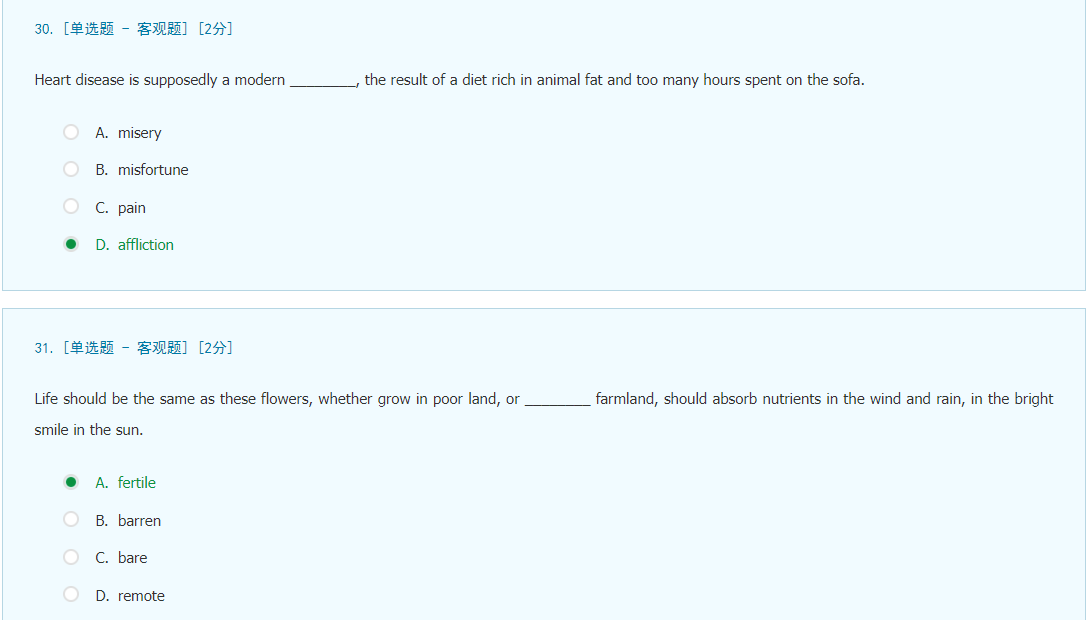 30. [单选题 - 客观题] [2分]
Heart disease is supposedly a modern ________, the result of a diet rich in animal fat and too many hours spent on the sofa.
A. misery
B. misfortune
C. pain
D. affliction
31. [单选题 - 客观题] [2分]
Life should be the same as these flowers, whether grow in poor land, or ________ farmland, should absorb nutrients in the wind and rain, in the bright
smile in the sun.
A. fertile
B. barren
C. bare
D. remote